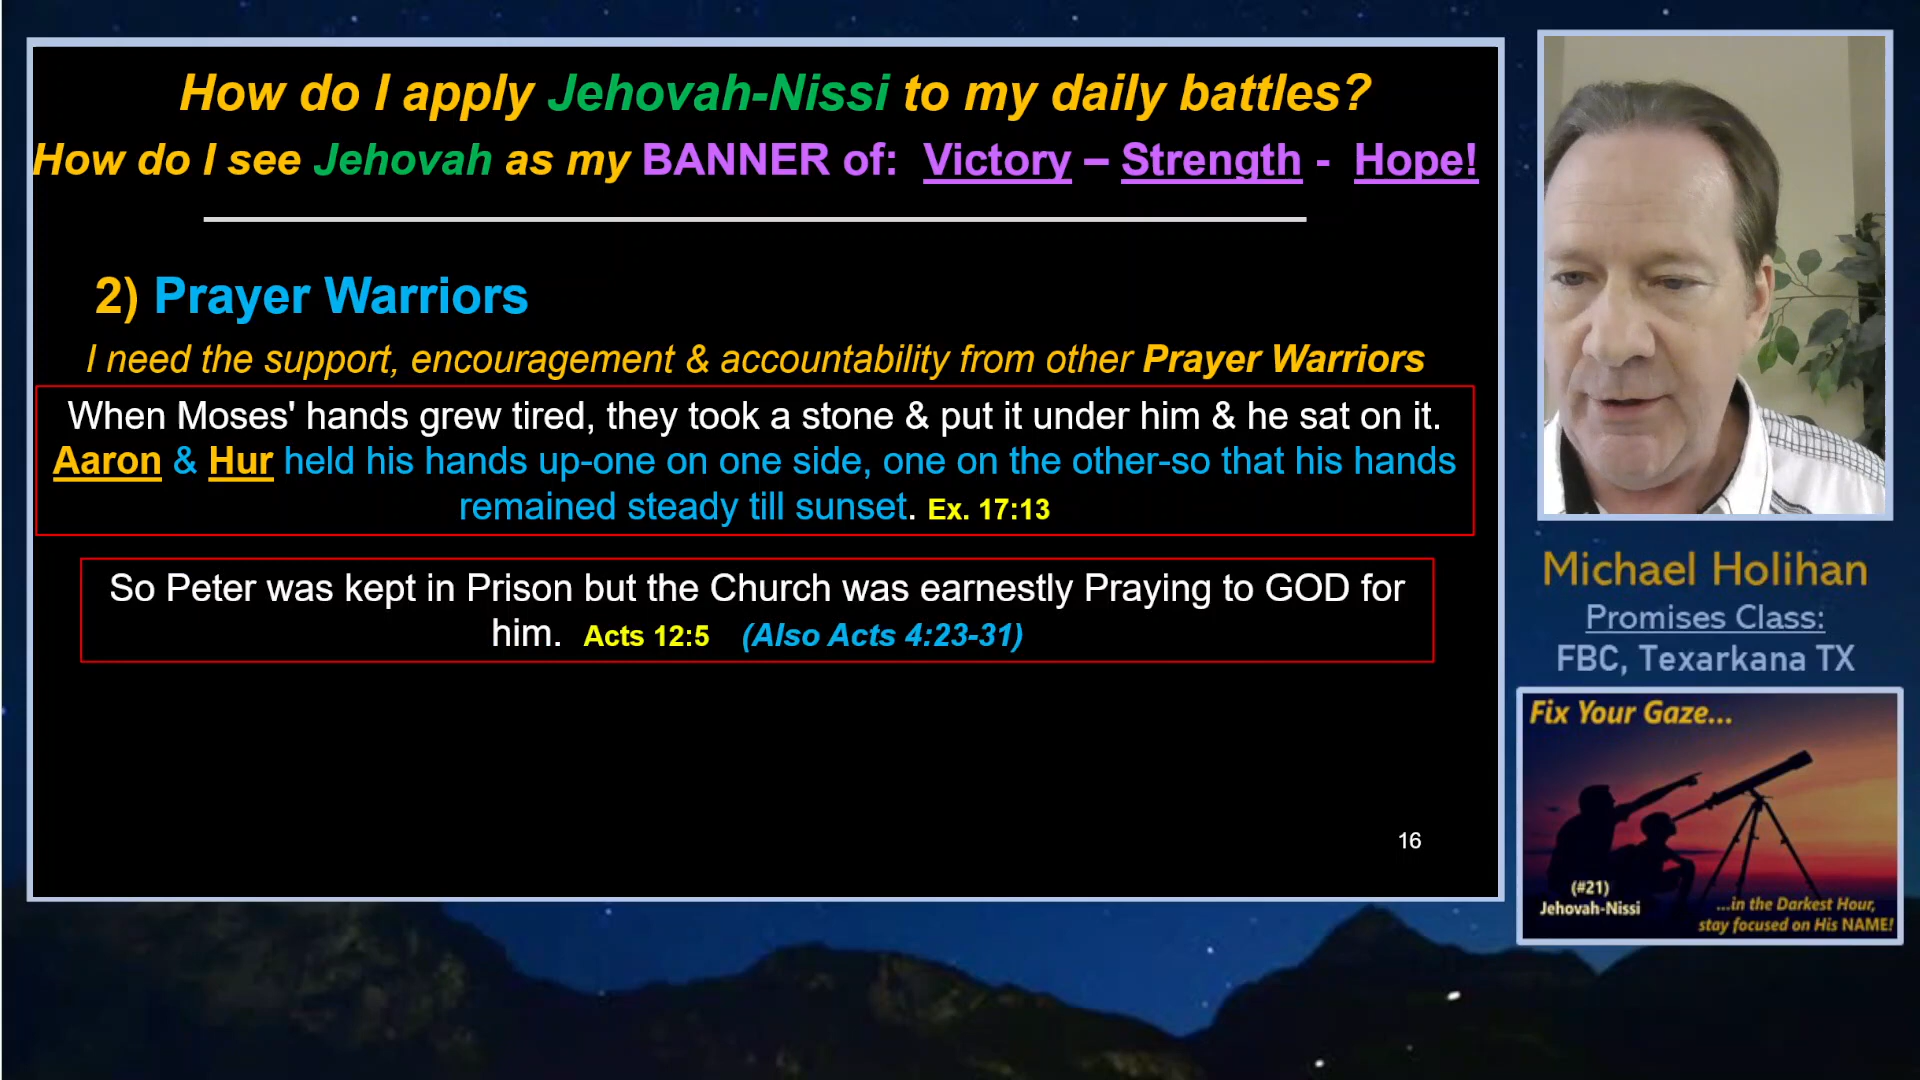 How do I apply Jehovah-Nissi to my daily battles?
How do I see Jehovah as my BANNER of: Victory – Strength - Hope!
2) Prayer Warriors
I need the support, encouragement & accountability from other Prayer Warriors
When Moses' hands grew tired, they took a stone & put it under him & he sat on it.
Aaron & Hur held his hands up-one on one side, one on the other-so that his hands
remained steady till sunset. Ex. 17:13
So Peter was kept in Prison but the Church was earnestly Praying to GOD for
him. Acts 12:5 (Also Acts 4:23-31)
16
Michael Holihan
Promises Class:
FBC, Texarkana TX
Fix Your Gaze...
(#21)
Jehovah-Nissi
...in the Darkest Hour,
stay focused on His NAME!